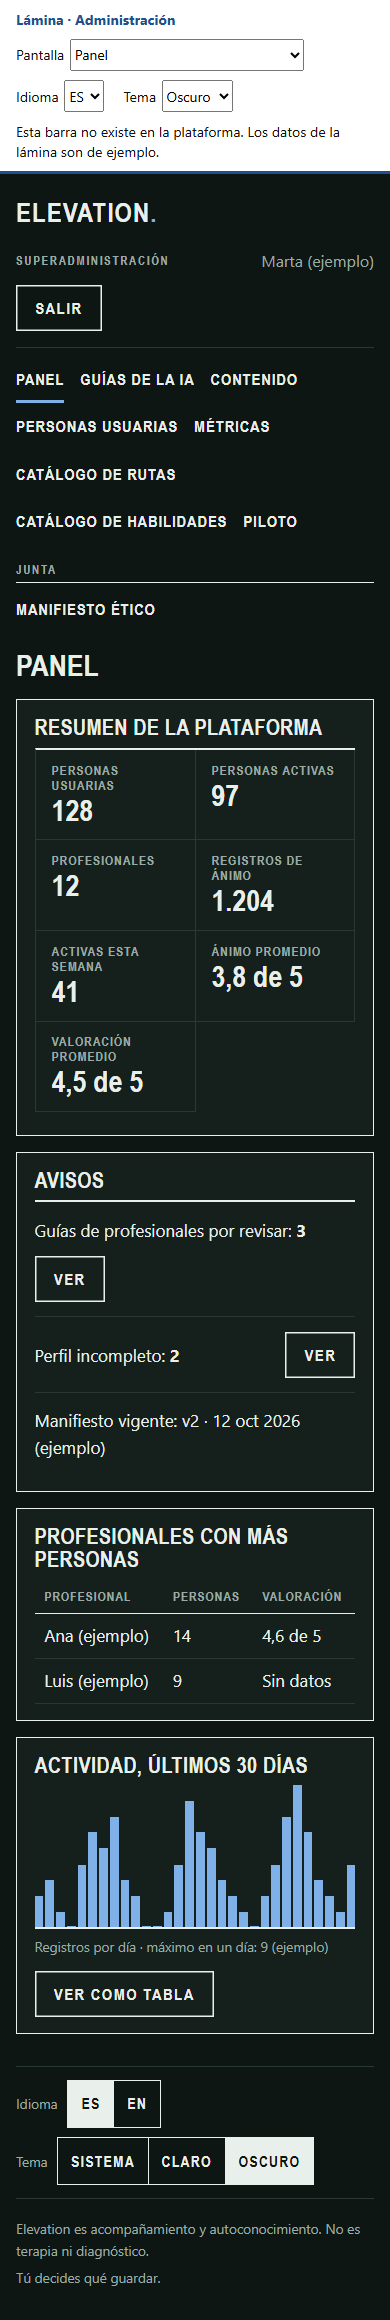 Lámina · Administración
Pantalla Panel
Idioma ES Tema Oscuro
Esta barra no existe en la plataforma. Los datos de la
lámina son de ejemplo.
ELEVATION.
SUPERADMINISTRACIÓN Marta (ejemplo)
SALIR
PANEL GUÍAS DE LA IA CONTENIDO
PERSONAS USUARIAS MÉTRICAS
CATÁLOGO DE RUTAS
CATÁLOGO DE HABILIDADES PILOTO
JUNTA
MANIFIESTO ÉTICO
PANEL
RESUMEN DE LA PLATAFORMA
PERSONAS
USUARIAS
128
PERSONAS ACTIVAS
97
PROFESIONALES
12
REGISTROS DE
ÁNIMO
1.204
ACTIVAS ESTA
SEMANA
41
ÁNIMO PROMEDIO
3,8 de 5
VALORACIÓN
PROMEDIO
4,5 de 5
AVISOS
Guías de profesionales por revisar: 3
VER
Perfil incompleto: 2 VER
Manifiesto vigente: v2 · 12 oct 2026
(ejemplo)
PROFESIONALES CON MÁS
PERSONAS
PROFESIONAL PERSONAS VALORACIÓN
Ana (ejemplo) 14 4,6 de 5
Luis (ejemplo) 9 Sin datos
ACTIVIDAD, ÚLTIMOS 30 DÍAS
Registros por día · máximo en un día: 9 (ejemplo)
VER COMO TABLA
Idioma ES EN
Tema SISTEMA CLARO OSCURO
Elevation es acompañamiento y autoconocimiento. No es
terapia ni diagnóstico.
Tú decides qué guardar.